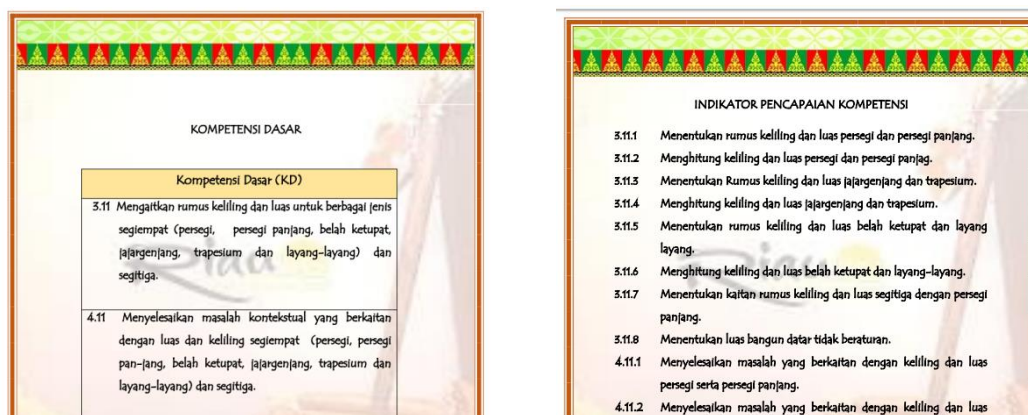 KOMPETENSI DASAR
Kompetensi Dasar (KD)
3.11 Mengaitkan rumus keliling dan luas untuk berbagai jenis
segiempat (persegi, persegi panjang, belah ketupat,
jajargenjang, trapesium dan layang-layang) dan
segitiga.
4.11 Menyelesaikan masalah kontekstual yang berkaitan
dengan luas dan keliling segiempat (persegi, persegi
pan-jang, belah ketupat, jajargenjang, trapesium dan
layang-layang) dan segitiga.
Riau
INDIKATOR PENCAPAIAN KOMPETENSI
3.11.1 Menentukan rumus keliling dan luas persegi dan persegi panjang.
3.11.2 Menghitung keliling dan luas persegi dan persegi panjag.
3.11.3 Menentukan Rumus keliling dan luas jajargenjang dan trapesium.
3.11.4 Menghitung keliling dan luas jajargenjang dan trapesium.
3.11.5 Menentukan rumus keliling dan luas belah ketupat dan layang
layang.
3.11.6 Menghitung keliling dan luas belah ketupat dan layang-layang.
3.11.7 Menentukan kaitan rumus keliling dan luas segitiga dengan persegi
panjang.
3.11.8 Menentukan luas bangun datar tidak beraturan.
4.11.1 Menyelesaikan masalah yang berkaitan dengan keliling dan luas
persegi serta persegi panjang.
4.11.2 Menyelesaikan masalah yang berkaitan dengan keliling dan luas
Riau